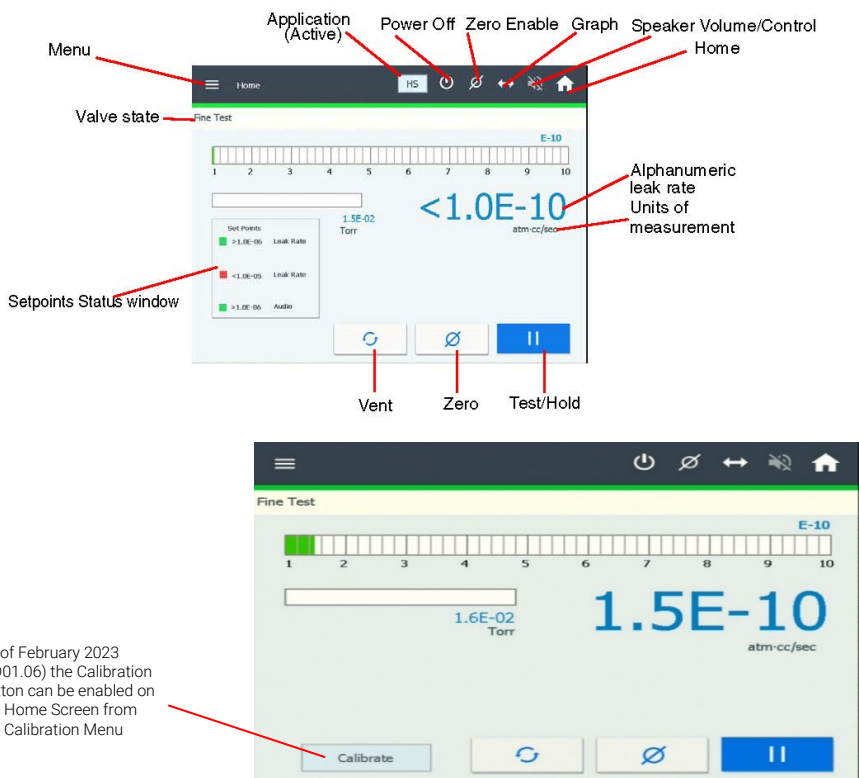 Application
(Active)
Power Off
Zero Enable
Graph
Speaker Volume/Control
Home
Menu
HS
Home
Valve state
Fine Test
E-10
1 2 3 4 5 6 7 8 9 10
<1.0E-10
Alphanumeric
leak rate
Units of
measurement
1.5E-02
Torr
atm·cc/sec
Set Points
>1.0E-06 Leak Rate
<1.0E-05 Leak Rate
>1.0E-06 Audio
Setpoints Status window
Vent
Zero
Test/Hold
Fine Test
E-10
1 2 3 4 5 6 7 8 9 10
1.6E-02
Torr
1.5E-10
atm·cc/sec
of February 2023
01.06) the Calibration
ton can be enabled on
Home Screen from
Calibration Menu
Calibrate